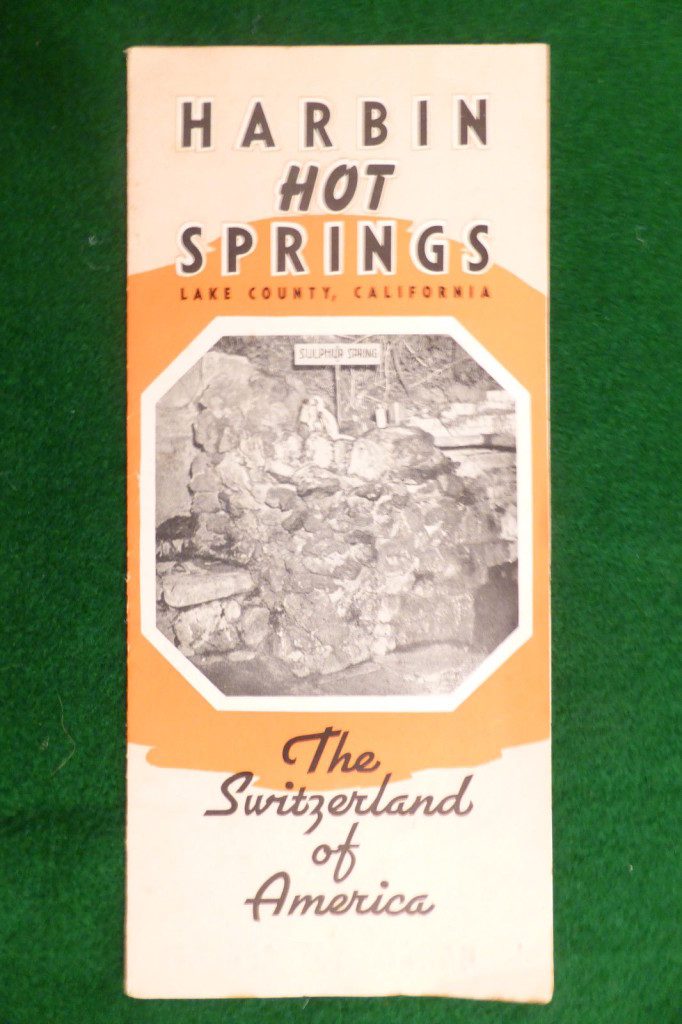 HARBIN
HOT
SPRINGS
LAKE COUNTY, CALIFORNIA
SULPHUR SPRING
The
Switzerland
of
America